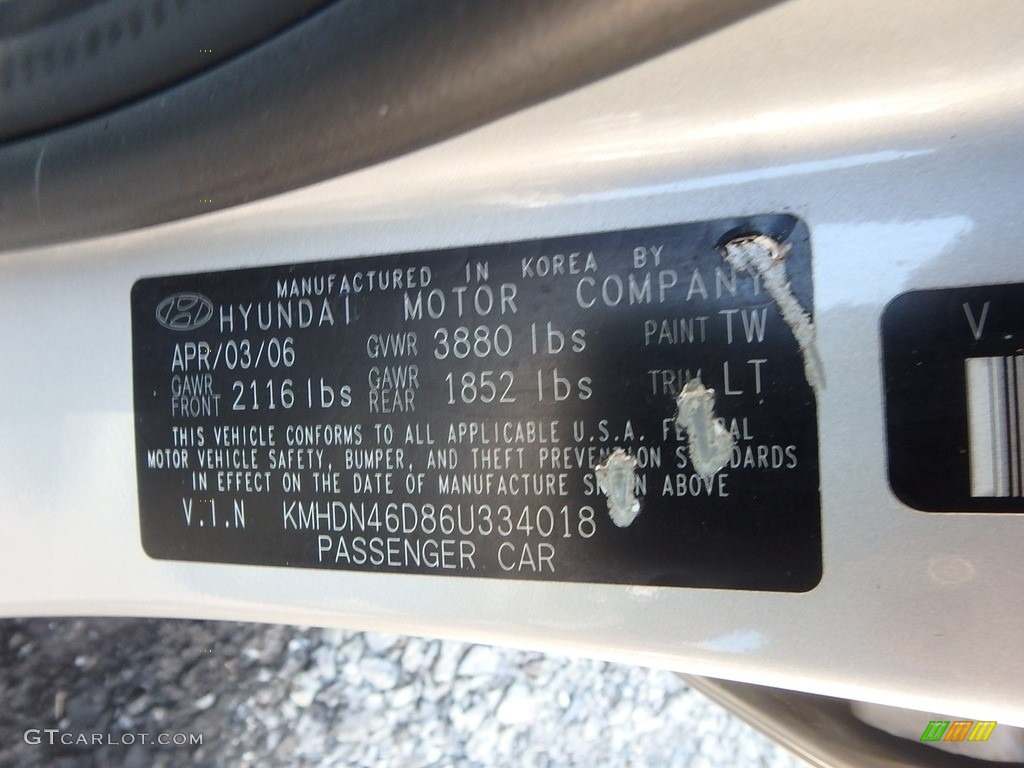 MANUFACTURED IN KOREA BY
HYUNDAI MOTOR COMPANY
APR/03/06 GVWR 3880 lbs PAINT TW
GAWR FRONT 2116 lbs GAWR REAR 1852 lbs TRIM LT
THIS VEHICLE CONFORMS TO ALL APPLICABLE U.S.A. FEDERAL
MOTOR VEHICLE SAFETY, BUMPER, AND THEFT PREVENTION STANDARDS
IN EFFECT ON THE DATE OF MANUFACTURE SHOWN ABOVE
V.I.N KMHDN46D86U334018
PASSENGER CAR
V
GTCARLOT.COM